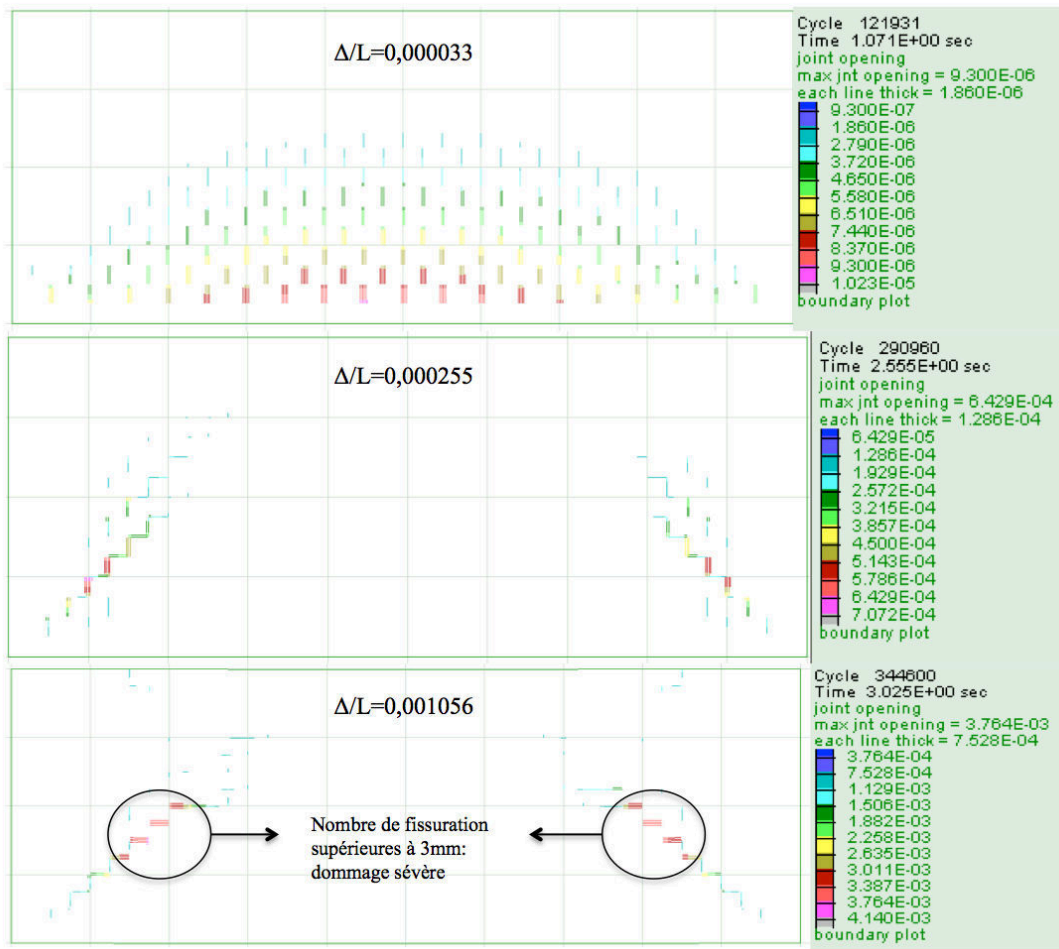 Δ/L=0,000033
Cycle 121931
Time 1.071E+00 sec
joint opening
max jnt opening = 9.300E-06
each line thick = 1.860E-06
9.300E-07
1.860E-06
2.790E-06
3.720E-06
4.650E-06
5.580E-06
6.510E-06
7.440E-06
8.370E-06
9.300E-06
1.023E-05
boundary plot
Δ/L=0,000255
Cycle 290960
Time 2.555E+00 sec
joint opening
max jnt opening = 6.429E-04
each line thick = 1.286E-04
6.429E-05
1.286E-04
1.929E-04
2.572E-04
3.215E-04
3.857E-04
4.500E-04
5.143E-04
5.786E-04
6.429E-04
7.072E-04
boundary plot
Δ/L=0,001056
Nombre de fissuration
supérieures à 3mm:
dommage sévère
Cycle 344600
Time 3.025E+00 sec
joint opening
max jnt opening = 3.764E-03
each line thick = 7.528E-04
3.764E-04
7.528E-04
1.129E-03
1.506E-03
1.882E-03
2.258E-03
2.635E-03
3.011E-03
3.387E-03
3.764E-03
4.140E-03
boundary plot